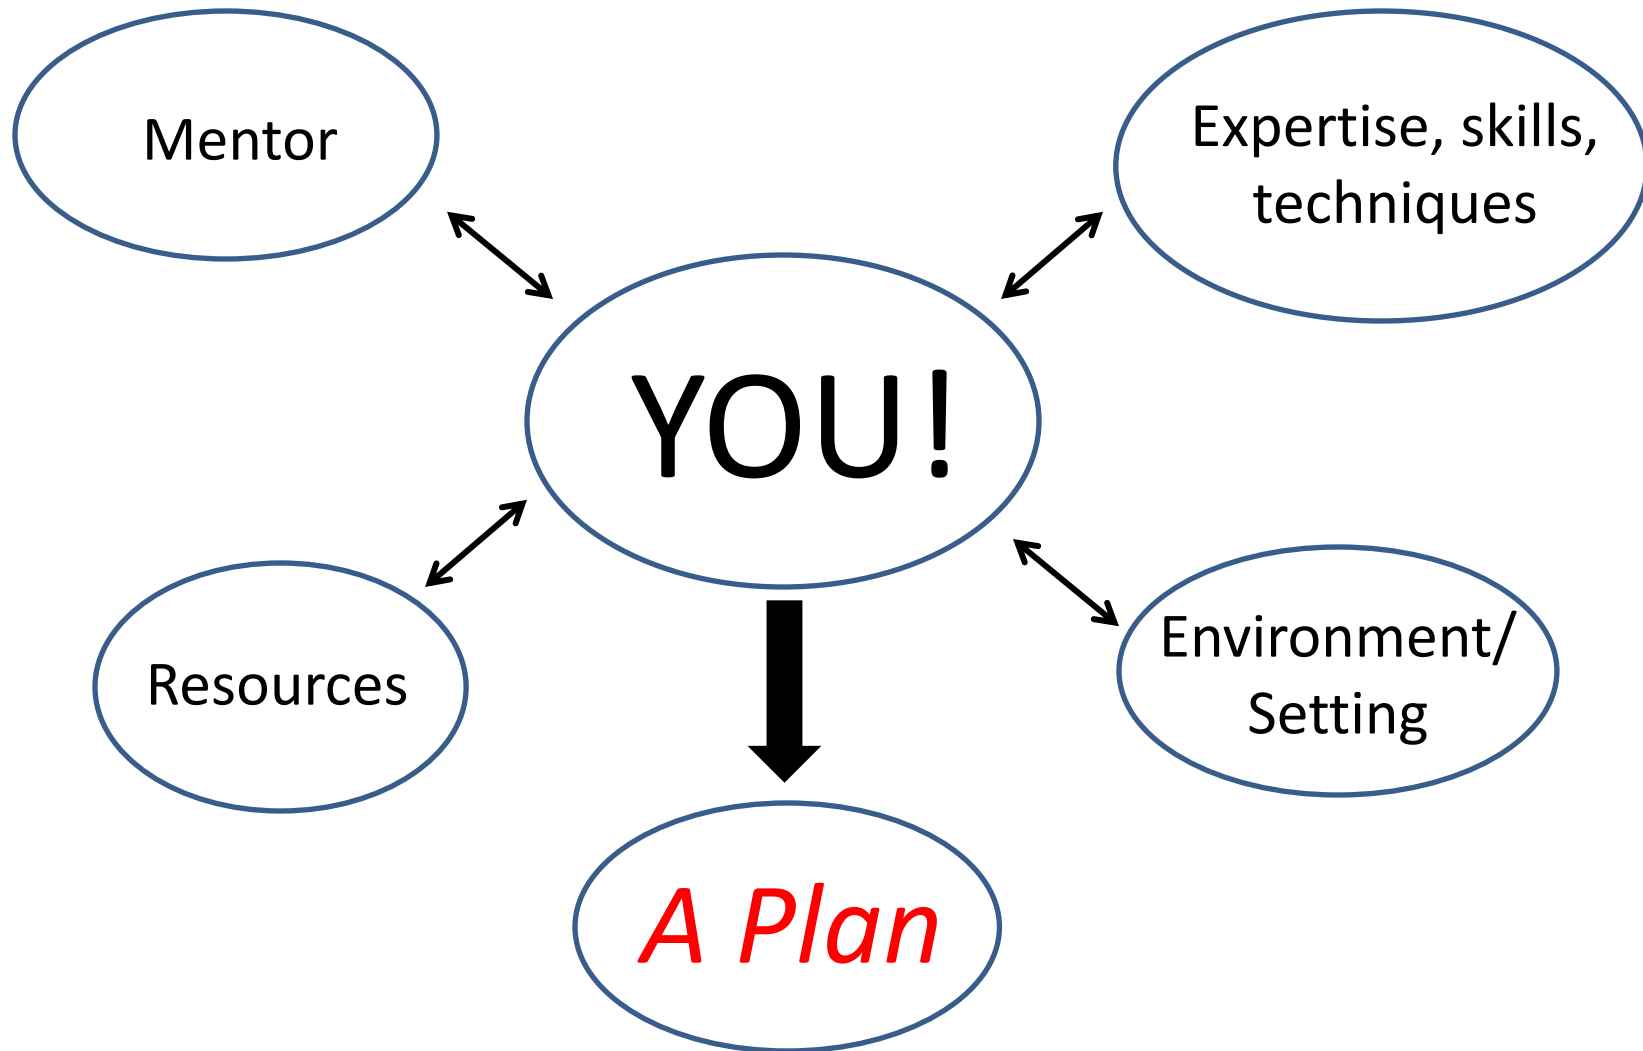 Mentor
Expertise, skills,
techniques
YOU!
Resources
Environment/
Setting
A Plan